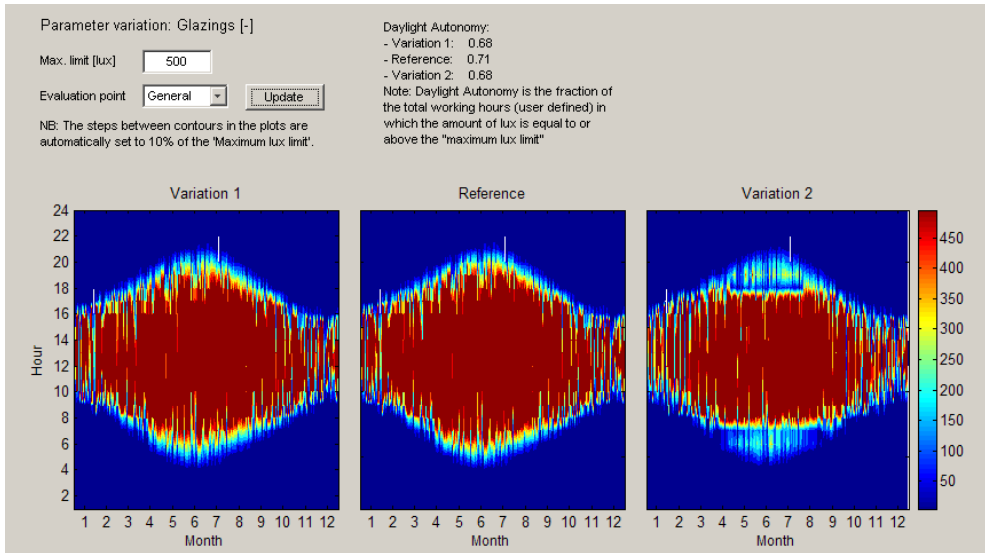 Parameter variation: Glazings [-]
Max. limit [lux]
500
Evaluation point
General
Update
NB: The steps between contours in the plots are
automatically set to 10% of the 'Maximum lux limit'.
Daylight Autonomy:
- Variation 1: 0.68
- Reference: 0.71
- Variation 2: 0.68
Note: Daylight Autonomy is the fraction of
the total working hours (user defined) in
which the amount of lux is equal to or
above the "maximum lux limit"
Variation 1
Reference
Variation 2
Hour
24
22
20
18
16
14
12
10
8
6
4
2
1 2 3 4 5 6 7 8 9 10 11 12
Month
1 2 3 4 5 6 7 8 9 10 11 12
Month
1 2 3 4 5 6 7 8 9 10 11 12
Month
450
400
350
300
250
200
150
100
50